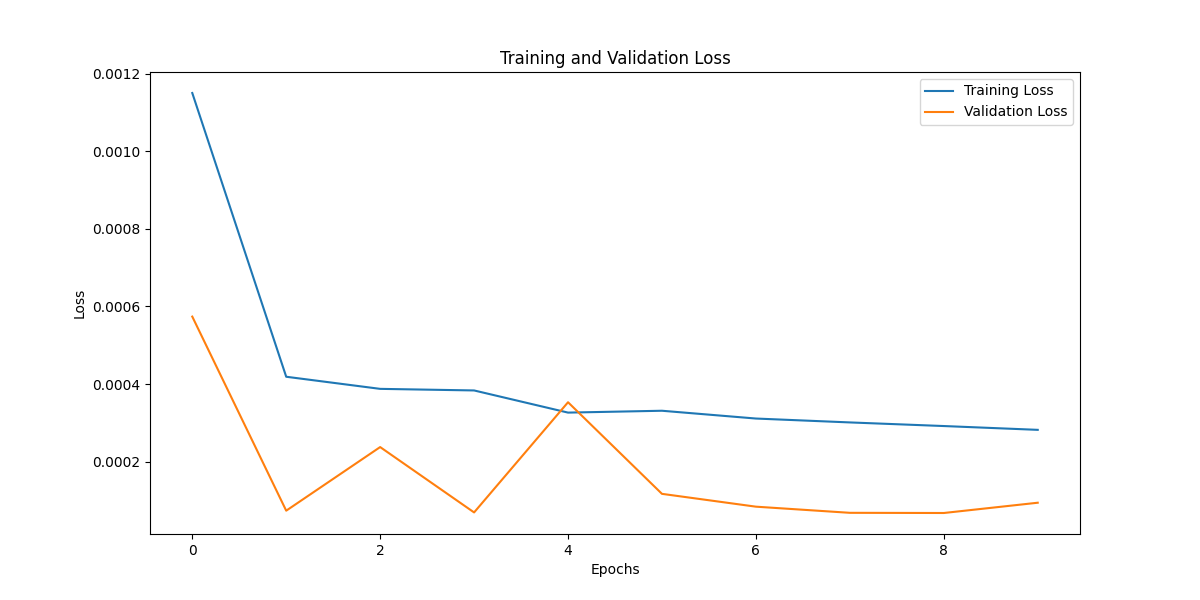 Training and Validation Loss
Training Loss
Validation Loss
0.0012
0.0010
0.0008
0.0006
0.0004
0.0002
Loss
0
2
4
6
8
Epochs